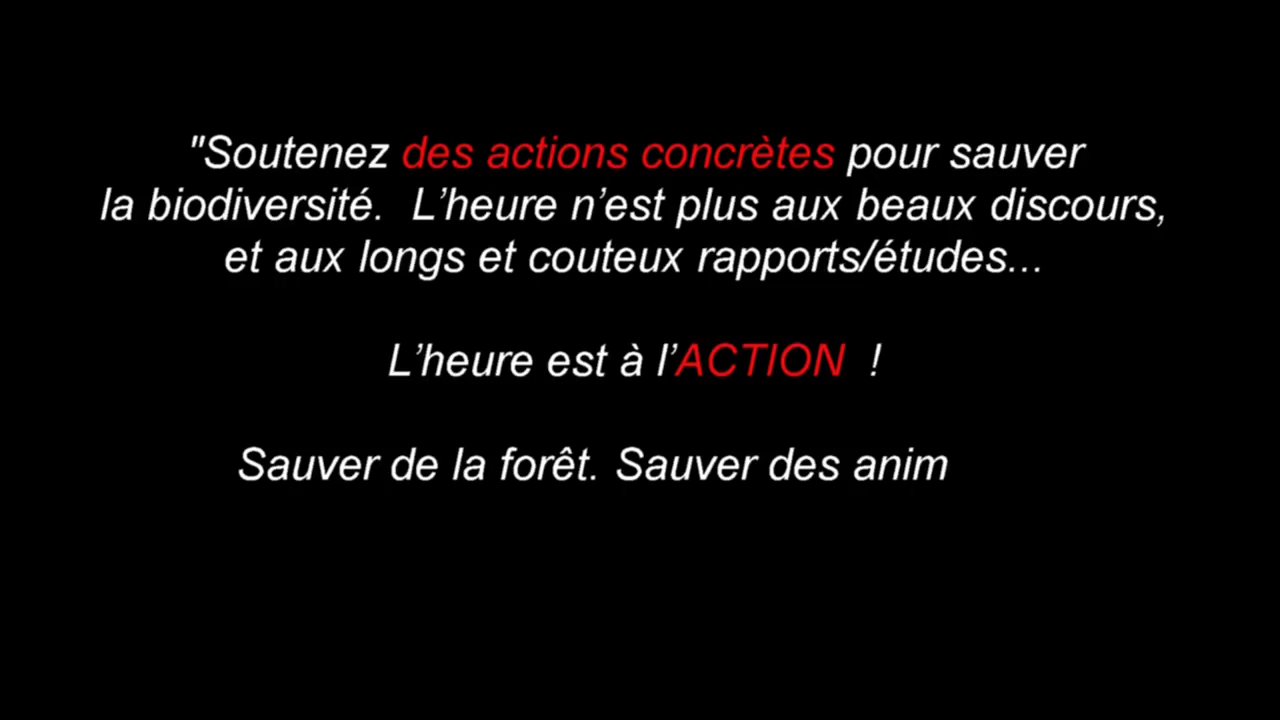 "Soutenez des actions concrètes pour sauver
la biodiversité. L’heure n’est plus aux beaux discours,
et aux longs et couteux rapports/études...
L’heure est à l’ACTION !
Sauver de la forêt. Sauver des anim